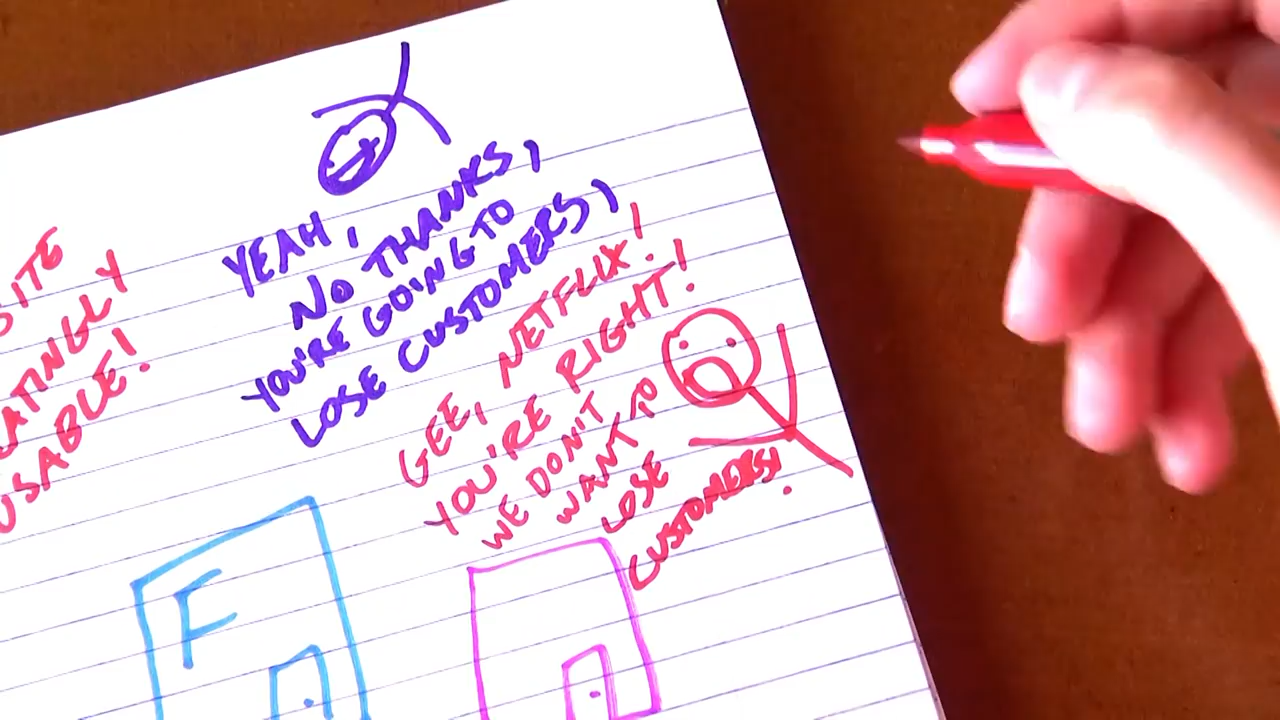 SITE
USABLE!
YEAH,
NO THANKS,
YOU'RE GOING TO
LOSE CUSTOMERS,
GEE, NETFLIX!
YOU'RE RIGHT!
WE DON'T
WANT TO
LOSE
CUSTOMERS!
F